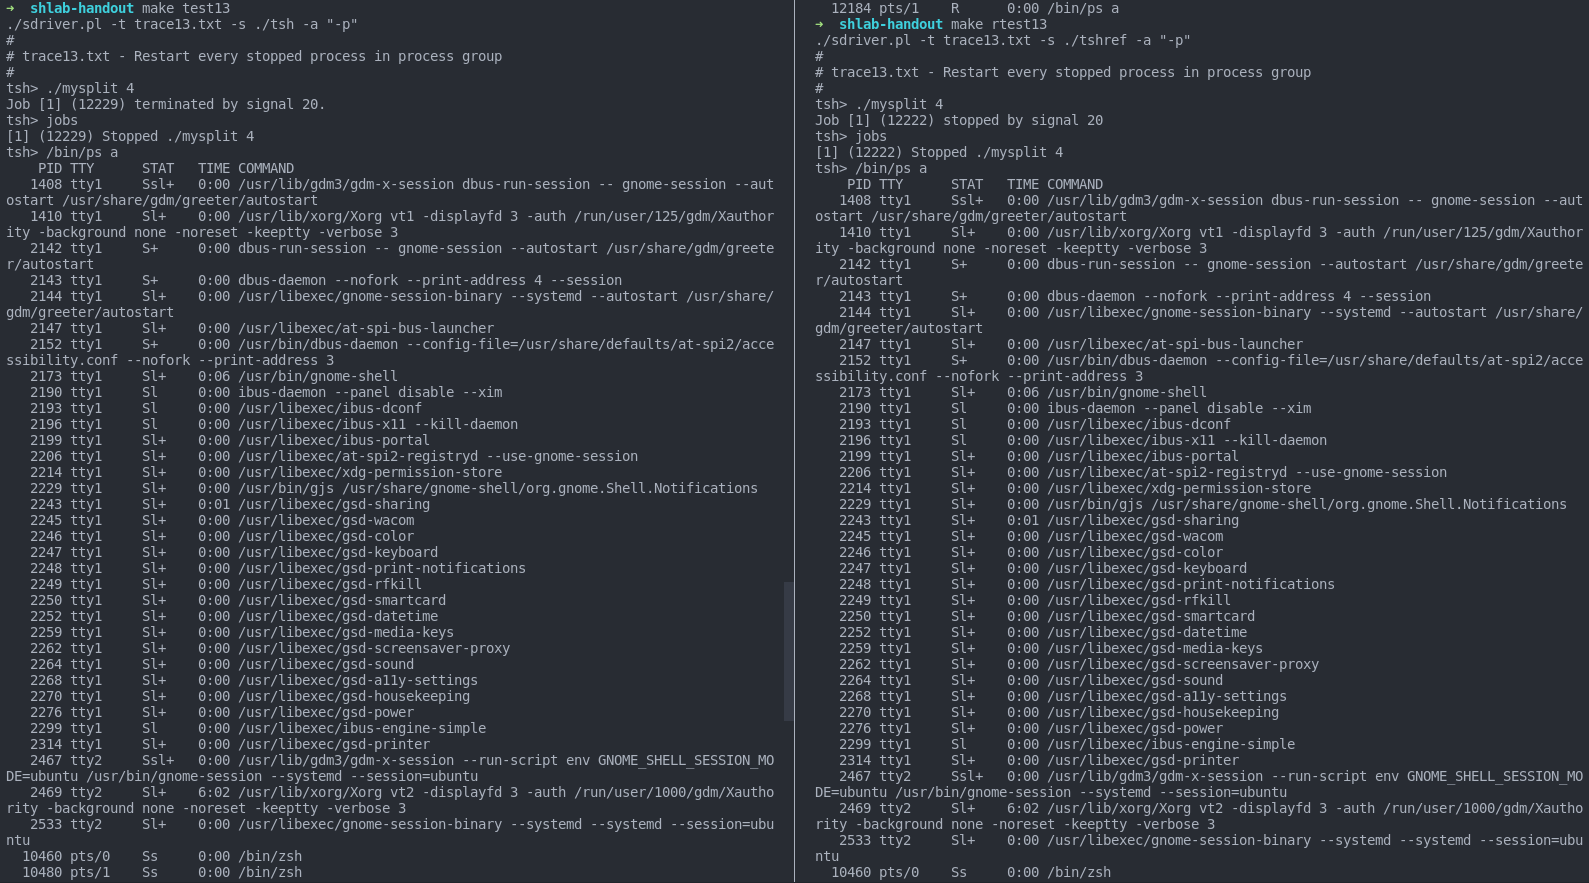 ➜  shlab-handout make test13
./sdriver.pl -t trace13.txt -s ./tsh -a "-p"
#
# trace13.txt - Restart every stopped process in process group
#
tsh> ./mysplit 4
Job [1] (12229) terminated by signal 20.
tsh> jobs
[1] (12229) Stopped ./mysplit 4
tsh> /bin/ps a
    PID TTY      STAT   TIME COMMAND
   1408 tty1     Ssl+   0:00 /usr/lib/gdm3/gdm-x-session dbus-run-session -- gnome-session --aut
ostart /usr/share/gdm/greeter/autostart
   1410 tty1     Sl+    0:00 /usr/lib/xorg/Xorg vt1 -displayfd 3 -auth /run/user/125/gdm/Xauthor
ity -background none -noreset -keeptty -verbose 3
   2142 tty1     S+     0:00 dbus-run-session -- gnome-session --autostart /usr/share/gdm/greete
r/autostart
   2143 tty1     S+     0:00 dbus-daemon --nofork --print-address 4 --session
   2144 tty1     Sl+    0:00 /usr/libexec/gnome-session-binary --systemd --autostart /usr/share/
gdm/greeter/autostart
   2147 tty1     Sl+    0:00 /usr/libexec/at-spi-bus-launcher
   2152 tty1     S+     0:00 /usr/bin/dbus-daemon --config-file=/usr/share/defaults/at-spi2/acce
ssibility.conf --nofork --print-address 3
   2173 tty1     Sl+    0:06 /usr/bin/gnome-shell
   2190 tty1     Sl     0:00 ibus-daemon --panel disable --xim
   2193 tty1     Sl     0:00 /usr/libexec/ibus-dconf
   2196 tty1     Sl     0:00 /usr/libexec/ibus-x11 --kill-daemon
   2199 tty1     Sl+    0:00 /usr/libexec/ibus-portal
   2206 tty1     Sl+    0:00 /usr/libexec/at-spi2-registryd --use-gnome-session
   2214 tty1     Sl+    0:00 /usr/libexec/xdg-permission-store
   2229 tty1     Sl+    0:00 /usr/bin/gjs /usr/share/gnome-shell/org.gnome.Shell.Notifications
   2243 tty1     Sl+    0:01 /usr/libexec/gsd-sharing
   2245 tty1     Sl+    0:00 /usr/libexec/gsd-wacom
   2246 tty1     Sl+    0:00 /usr/libexec/gsd-color
   2247 tty1     Sl+    0:00 /usr/libexec/gsd-keyboard
   2248 tty1     Sl+    0:00 /usr/libexec/gsd-print-notifications
   2249 tty1     Sl+    0:00 /usr/libexec/gsd-rfkill
   2250 tty1     Sl+    0:00 /usr/libexec/gsd-smartcard
   2252 tty1     Sl+    0:00 /usr/libexec/gsd-datetime
   2259 tty1     Sl+    0:00 /usr/libexec/gsd-media-keys
   2262 tty1     Sl+    0:00 /usr/libexec/gsd-screensaver-proxy
   2264 tty1     Sl+    0:00 /usr/libexec/gsd-sound
   2268 tty1     Sl+    0:00 /usr/libexec/gsd-a11y-settings
   2270 tty1     Sl+    0:00 /usr/libexec/gsd-housekeeping
   2276 tty1     Sl+    0:00 /usr/libexec/gsd-power
   2299 tty1     Sl     0:00 /usr/libexec/ibus-engine-simple
   2314 tty1     Sl+    0:00 /usr/libexec/gsd-printer
   2467 tty2     Ssl+   0:00 /usr/lib/gdm3/gdm-x-session --run-script env GNOME_SHELL_SESSION_MO
DE=ubuntu /usr/bin/gnome-session --systemd --session=ubuntu
   2469 tty2     Sl+    6:02 /usr/lib/xorg/Xorg vt2 -displayfd 3 -auth /run/user/1000/gdm/Xautho
rity -background none -noreset -keeptty -verbose 3
   2533 tty2     Sl+    0:00 /usr/libexec/gnome-session-binary --systemd --systemd --session=ubu
ntu
  10460 pts/0    Ss     0:00 /bin/zsh
  10480 pts/1    Ss     0:00 /bin/zsh
  12184 pts/1    R      0:00 /bin/ps a
➜  shlab-handout make rtest13
./sdriver.pl -t trace13.txt -s ./tshref -a "-p"
#
# trace13.txt - Restart every stopped process in process group
#
tsh> ./mysplit 4
Job [1] (12222) stopped by signal 20
tsh> jobs
[1] (12222) Stopped ./mysplit 4
tsh> /bin/ps a
    PID TTY      STAT   TIME COMMAND
   1408 tty1     Ssl+   0:00 /usr/lib/gdm3/gdm-x-session dbus-run-session -- gnome-session --aut
ostart /usr/share/gdm/greeter/autostart
   1410 tty1     Sl+    0:00 /usr/lib/xorg/Xorg vt1 -displayfd 3 -auth /run/user/125/gdm/Xauthor
ity -background none -noreset -keeptty -verbose 3
   2142 tty1     S+     0:00 dbus-run-session -- gnome-session --autostart /usr/share/gdm/greete
r/autostart
   2143 tty1     S+     0:00 dbus-daemon --nofork --print-address 4 --session
   2144 tty1     Sl+    0:00 /usr/libexec/gnome-session-binary --systemd --autostart /usr/share/
gdm/greeter/autostart
   2147 tty1     Sl+    0:00 /usr/libexec/at-spi-bus-launcher
   2152 tty1     S+     0:00 /usr/bin/dbus-daemon --config-file=/usr/share/defaults/at-spi2/acce
ssibility.conf --nofork --print-address 3
   2173 tty1     Sl+    0:06 /usr/bin/gnome-shell
   2190 tty1     Sl     0:00 ibus-daemon --panel disable --xim
   2193 tty1     Sl     0:00 /usr/libexec/ibus-dconf
   2196 tty1     Sl     0:00 /usr/libexec/ibus-x11 --kill-daemon
   2199 tty1     Sl+    0:00 /usr/libexec/ibus-portal
   2206 tty1     Sl+    0:00 /usr/libexec/at-spi2-registryd --use-gnome-session
   2214 tty1     Sl+    0:00 /usr/libexec/xdg-permission-store
   2229 tty1     Sl+    0:00 /usr/bin/gjs /usr/share/gnome-shell/org.gnome.Shell.Notifications
   2243 tty1     Sl+    0:01 /usr/libexec/gsd-sharing
   2245 tty1     Sl+    0:00 /usr/libexec/gsd-wacom
   2246 tty1     Sl+    0:00 /usr/libexec/gsd-color
   2247 tty1     Sl+    0:00 /usr/libexec/gsd-keyboard
   2248 tty1     Sl+    0:00 /usr/libexec/gsd-print-notifications
   2249 tty1     Sl+    0:00 /usr/libexec/gsd-rfkill
   2250 tty1     Sl+    0:00 /usr/libexec/gsd-smartcard
   2252 tty1     Sl+    0:00 /usr/libexec/gsd-datetime
   2259 tty1     Sl+    0:00 /usr/libexec/gsd-media-keys
   2262 tty1     Sl+    0:00 /usr/libexec/gsd-screensaver-proxy
   2264 tty1     Sl+    0:00 /usr/libexec/gsd-sound
   2268 tty1     Sl+    0:00 /usr/libexec/gsd-a11y-settings
   2270 tty1     Sl+    0:00 /usr/libexec/gsd-housekeeping
   2276 tty1     Sl+    0:00 /usr/libexec/gsd-power
   2299 tty1     Sl     0:00 /usr/libexec/ibus-engine-simple
   2314 tty1     Sl+    0:00 /usr/libexec/gsd-printer
   2467 tty2     Ssl+   0:00 /usr/lib/gdm3/gdm-x-session --run-script env GNOME_SHELL_SESSION_MO
DE=ubuntu /usr/bin/gnome-session --systemd --session=ubuntu
   2469 tty2     Sl+    6:02 /usr/lib/xorg/Xorg vt2 -displayfd 3 -auth /run/user/1000/gdm/Xautho
rity -background none -noreset -keeptty -verbose 3
   2533 tty2     Sl+    0:00 /usr/libexec/gnome-session-binary --systemd --systemd --session=ubu
ntu
  10460 pts/0    Ss     0:00 /bin/zsh